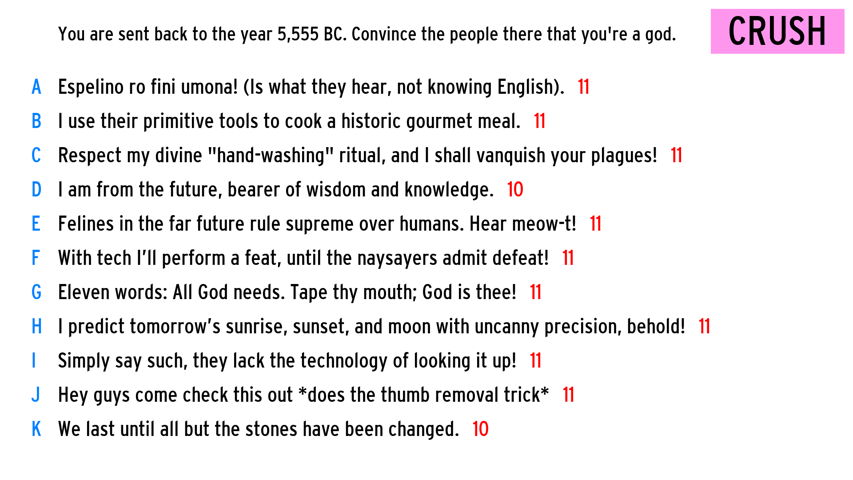 You are sent back to the year 5,555 BC. Convince the people there that you're a god.
CRUSH
A Espelino ro fini umona! (Is what they hear, not knowing English). 11
B I use their primitive tools to cook a historic gourmet meal. 11
C Respect my divine "hand-washing" ritual, and I shall vanquish your plagues! 11
D I am from the future, bearer of wisdom and knowledge. 10
E Felines in the far future rule supreme over humans. Hear meow-t! 11
F With tech I'll perform a feat, until the naysayers admit defeat! 11
G Eleven words: All God needs. Tape thy mouth; God is thee! 11
H I predict tomorrow's sunrise, sunset, and moon with uncanny precision, behold! 11
I Simply say such, they lack the technology of looking it up! 11
J Hey guys come check this out *does the thumb removal trick* 11
K We last until all but the stones have been changed. 10